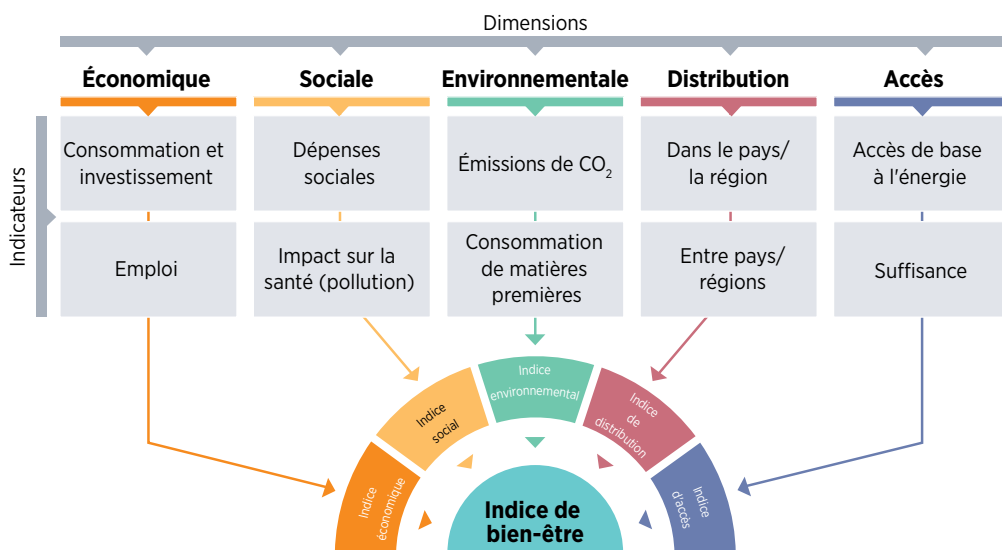 Dimensions
Économique
Sociale
Environnementale
Distribution
Accès
Indicateurs
Consommation et
investissement
Dépenses
sociales
Émissions de CO₂
Dans le pays/
la région
Accès de base
à l'énergie
Emploi
Impact sur la
santé (pollution)
Consommation
de matières
premières
Entre pays/
régions
Suffisance
Indice
économique
Indice
social
Indice
environnemental
Indice
de
distribution
Indice
d'accès
Indice de
bien-être